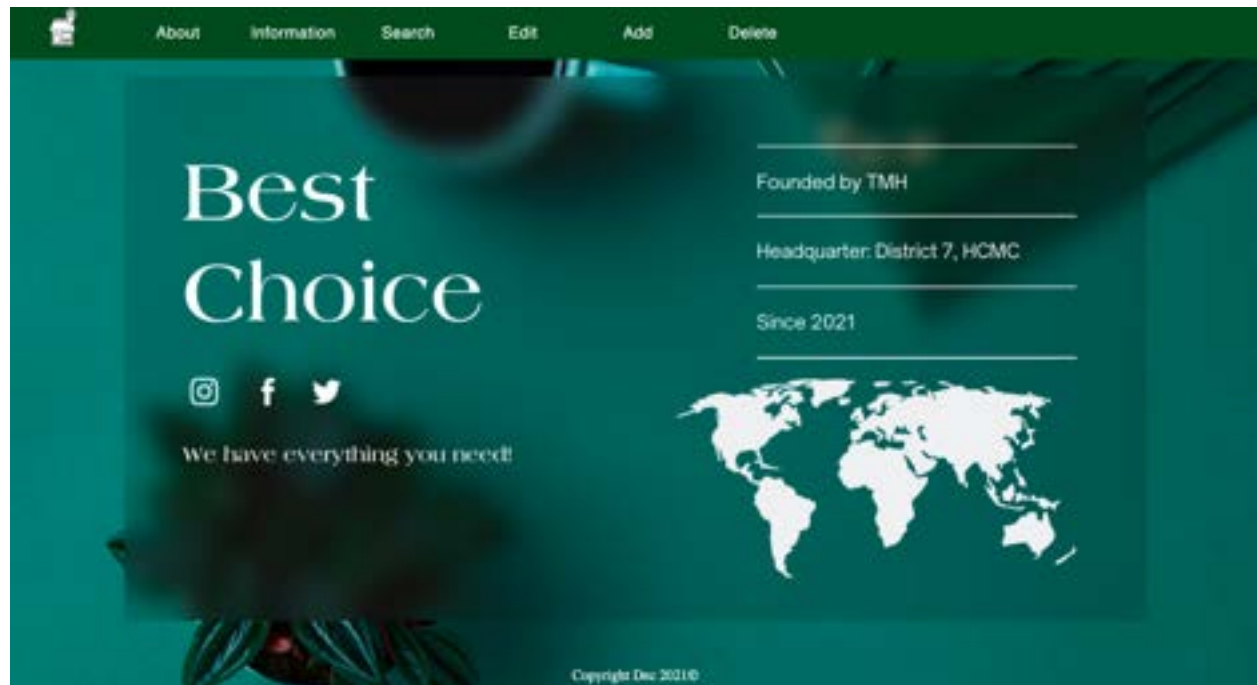 About Information Search Edit Add Delete
Best
Choice
We have everything you need!
Founded by TMH
Headquarter: District 7, HCMC
Since 2021
Copyright Dec 2021©